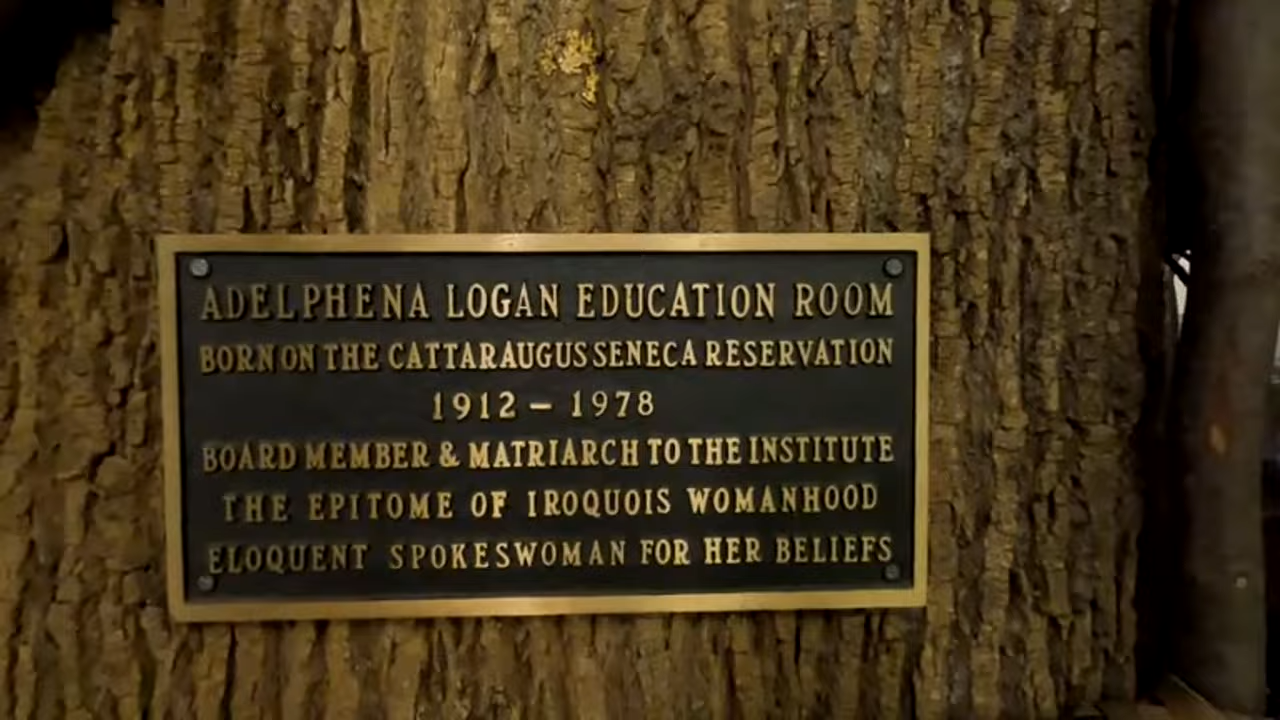 ADELPHENA LOGAN EDUCATION ROOM
BORN ON THE CATTARAUGUS SENECA RESERVATION
1912 – 1978
BOARD MEMBER & MATRIARCH TO THE INSTITUTE
THE EPITOME OF IROQUOIS WOMANHOOD
ELOQUENT SPOKESWOMAN FOR HER BELIEFS